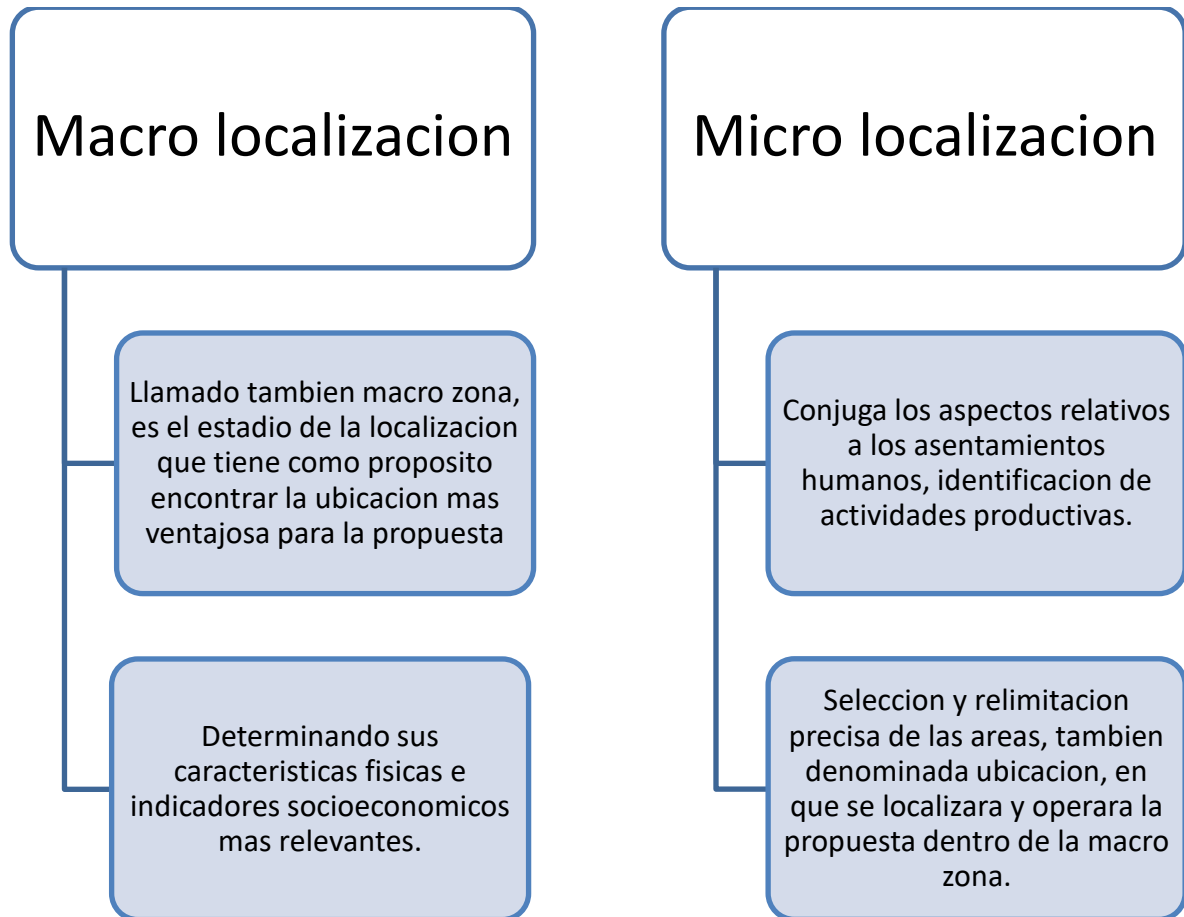 Macro localizacion
Llamado tambien macro zona,
es el estadio de la localizacion
que tiene como proposito
encontrar la ubicacion mas
ventajosa para la propuesta
Determinando sus
caracteristicas fisicas e
indicadores socioeconomicos
mas relevantes.
Micro localizacion
Conjuga los aspectos relativos
a los asentamientos
humanos, identificacion de
actividades productivas.
Seleccion y relimitacion
precisa de las areas, tambien
denominada ubicacion, en
que se localizara y operara la
propuesta dentro de la macro
zona.